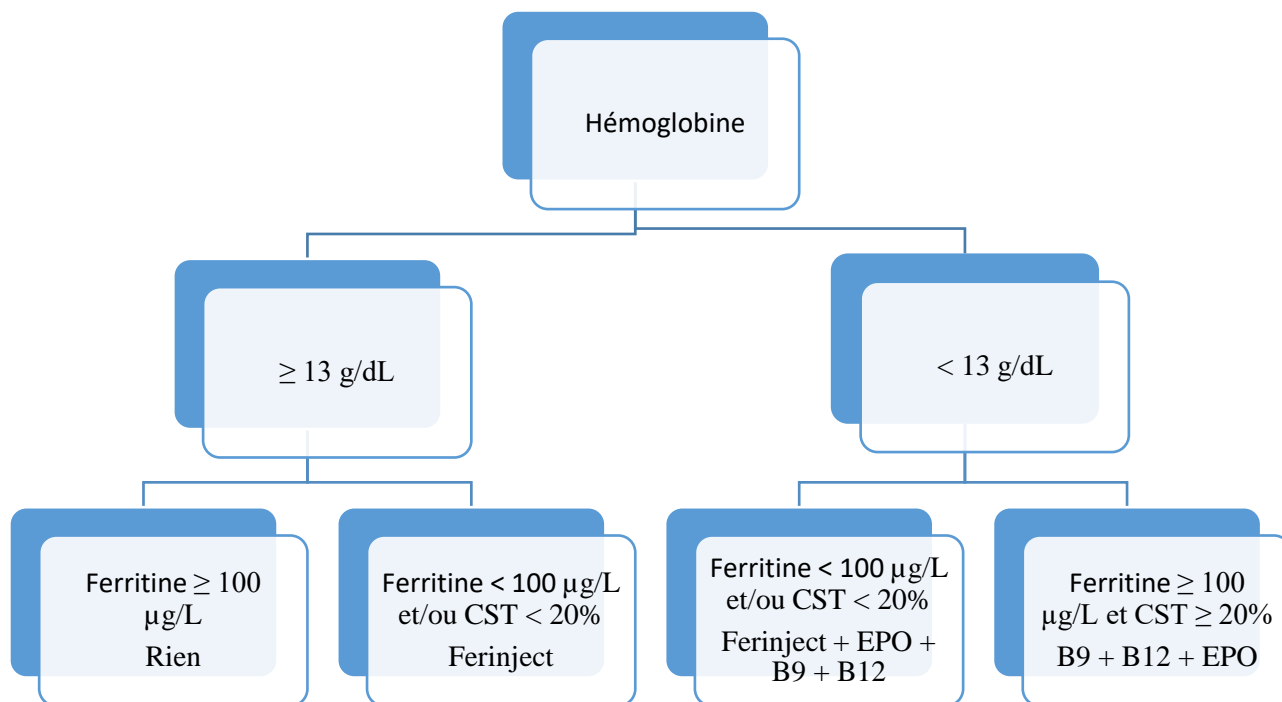 Hémoglobine
≥ 13 g/dL
< 13 g/dL
Ferritine ≥ 100
µg/L
Rien
Ferritine < 100 µg/L
et/ou CST < 20%
Ferinject
Ferritine < 100 µg/L
et/ou CST < 20%
Ferinject + EPO +
B9 + B12
Ferritine ≥ 100
µg/L et CST ≥ 20%
B9 + B12 + EPO